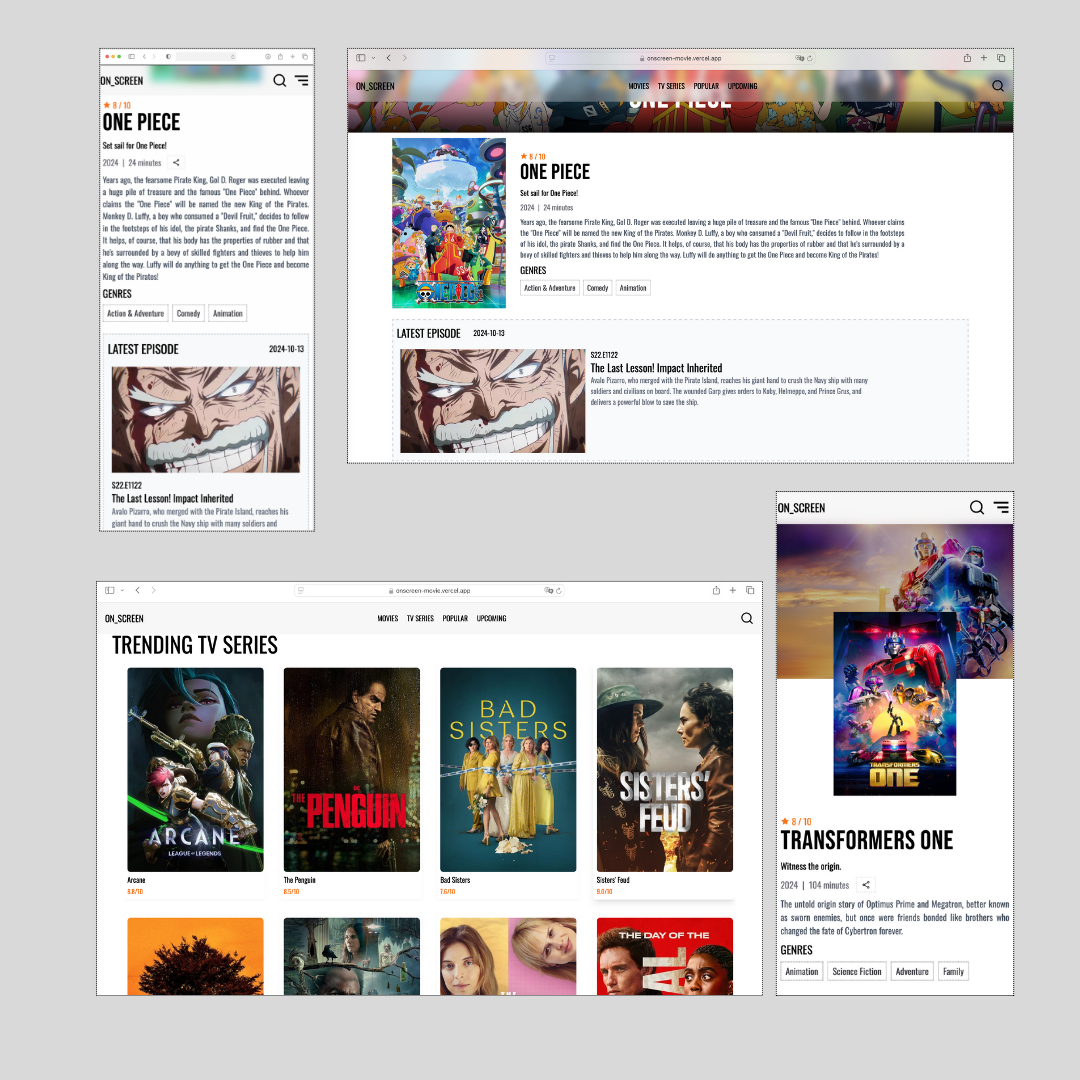 ON_SCREEN
8 / 10
ONE PIECE
Set sail for One Piece!
2024 | 24 minutes
Years ago, the fearsome Pirate King, Gol D. Roger was executed leaving
a huge pile of treasure and the famous "One Piece" behind. Whoever
claims the "One Piece" will be named the new King of the Pirates.
Monkey D. Luffy, a boy who consumed a "Devil Fruit," decides to follow
in the footsteps of his idol, the pirate Shanks, and find the One Piece.
It helps, of course, that his body has the properties of rubber and that
he's surrounded by a bevy of skilled fighters and thieves to help him
along the way. Luffy will do anything to get the One Piece and become
King of the Pirates!
GENRES
Action & Adventure Comedy Animation
LATEST EPISODE 2024-10-13
S22.E1122
The Last Lesson! Impact Inherited
Avalo Pizarro, who merged with the Pirate Island, reaches his
giant hand to crush the Navy ship with many soldiers and
onscreen-movie.vercel.app
ON_SCREEN MOVIES TV SERIES POPULAR UPCOMING
ONE PIECE
ONE PIECE
8 / 10
ONE PIECE
Set sail for One Piece!
2024 | 24 minutes
Years ago, the fearsome Pirate King, Gol D. Roger was executed leaving a huge pile of treasure and the famous "One Piece" behind. Whoever claims
the "One Piece" will be named the new King of the Pirates. Monkey D. Luffy, a boy who consumed a "Devil Fruit," decides to follow in the footsteps
of his idol, the pirate Shanks, and find the One Piece. It helps, of course, that his body has the properties of rubber and that he's surrounded by a
bevy of skilled fighters and thieves to help him along the way. Luffy will do anything to get the One Piece and become King of the Pirates!
GENRES
Action & Adventure Comedy Animation
LATEST EPISODE 2024-10-13
S22.E1122
The Last Lesson! Impact Inherited
Avalo Pizarro, who merged with the Pirate Island, reaches his giant hand to crush the Navy ship with many
soldiers and civilians on board. The wounded Garp gives orders to Koby, Helmeppo, and Prince Grus, and
delivers a powerful blow to save the ship.
onscreen-movie.vercel.app
ON_SCREEN MOVIES TV SERIES POPULAR UPCOMING
TRENDING TV SERIES
ARCANE
LEAGUE OF LEGENDS
Arcane
8.8/10
DC
THE PENGUIN
The Penguin
8.5/10
BAD
SISTERS
Bad Sisters
7.6/10
SISTERS'
FEUD
Sisters' Feud
9.0/10
THE
THE DAY OF THE
ON_SCREEN
TRANSFORMERS
ONE
8 / 10
TRANSFORMERS ONE
Witness the origin.
2024 | 104 minutes
The untold origin story of Optimus Prime and Megatron, better known
as sworn enemies, but once were friends bonded like brothers who
changed the fate of Cybertron forever.
GENRES
Animation Science Fiction Adventure Family